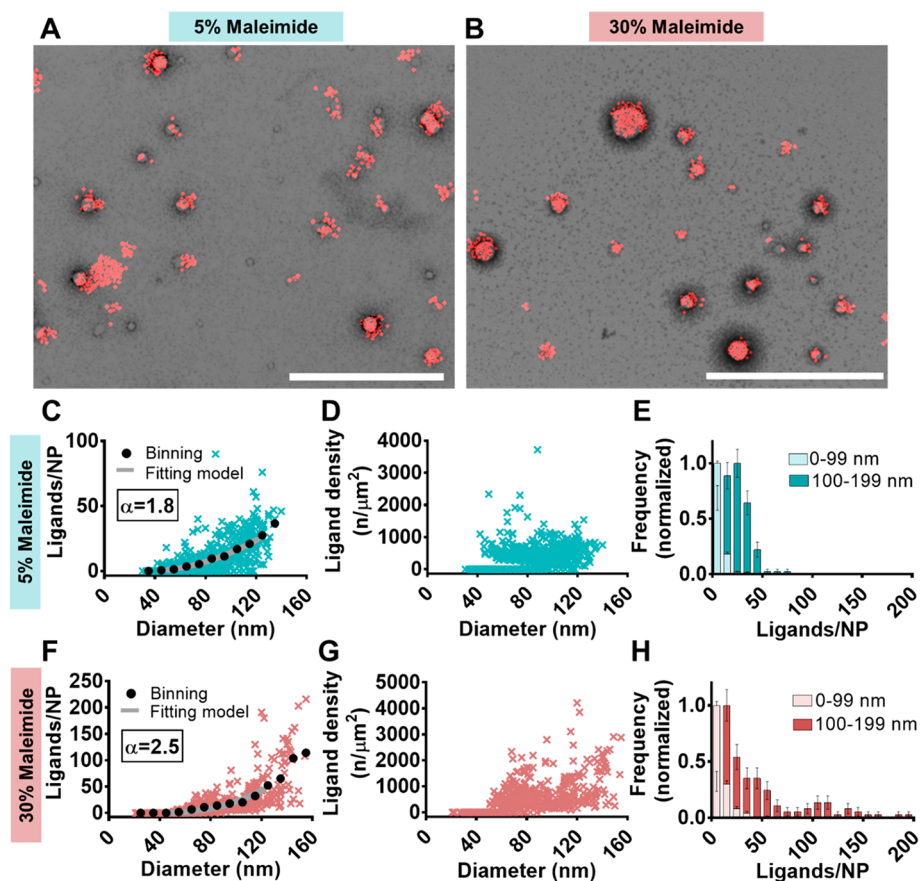 A
5% Maleimide
B
30% Maleimide
5% Maleimide
C
Ligands/NP
100
50
0
Binning
Fitting model
α=1.8
0
40
80
120
160
Diameter (nm)
D
Ligand density
(n/μm²)
4000
3000
2000
1000
0
0
40
80
120
160
Diameter (nm)
E
Frequency
(normalized)
1.0
0.5
0.0
0-99 nm
100-199 nm
0
50
100
150
200
Ligands/NP
30% Maleimide
F
Ligands/NP
250
200
150
100
50
0
Binning
Fitting model
α=2.5
0
40
80
120
160
Diameter (nm)
G
Ligand density
(n/μm²)
5000
4000
3000
2000
1000
0
0
40
80
120
160
Diameter (nm)
H
Frequency
(normalized)
1.0
0.5
0.0
0-99 nm
100-199 nm
0
50
100
150
200
Ligands/NP